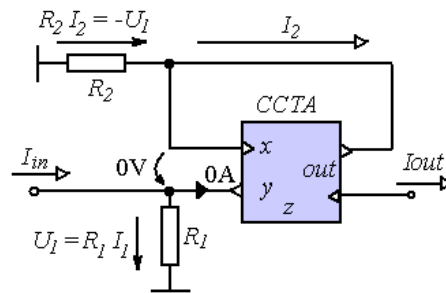 R2 I2 = -U1
I2
R2
CCTA
x
out
Iin
0V
0A
y
Iout
z
U1 = R1 I1
R1